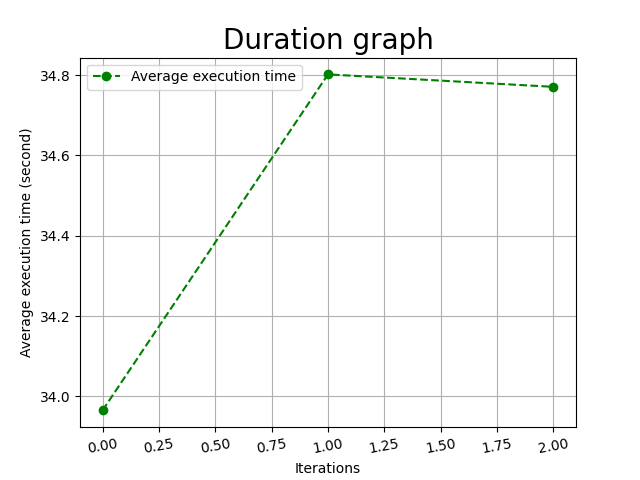 Duration graph
Average execution time
34.8
34.6
34.4
34.2
34.0
Average execution time (second)
0.00 0.25 0.50 0.75 1.00 1.25 1.50 1.75 2.00
Iterations